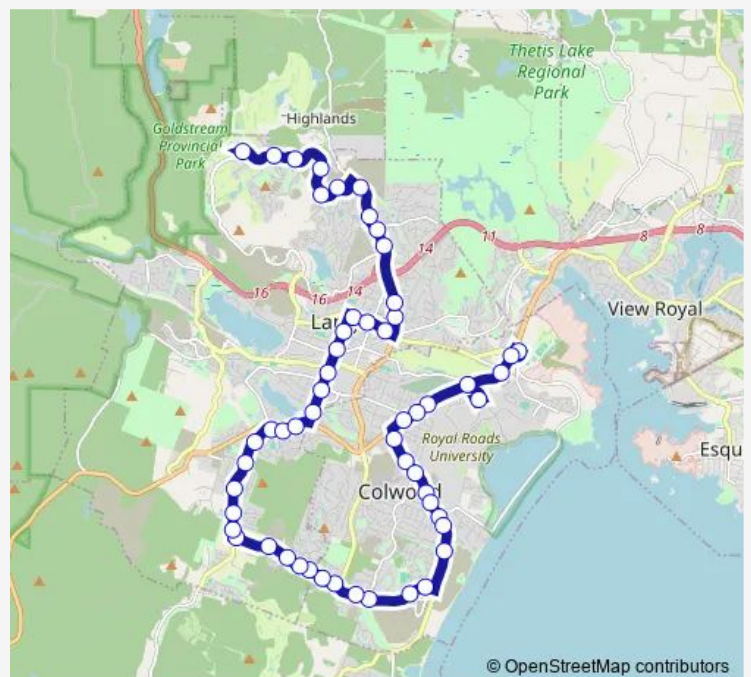 Thetis Lake
Regional
Park
Highlands
Goldstream
Provincial
Park
8
8
11
14
14
16
16
View Royal
Royal Roads
University
Esqu
Colwood
© OpenStreetMap contributors